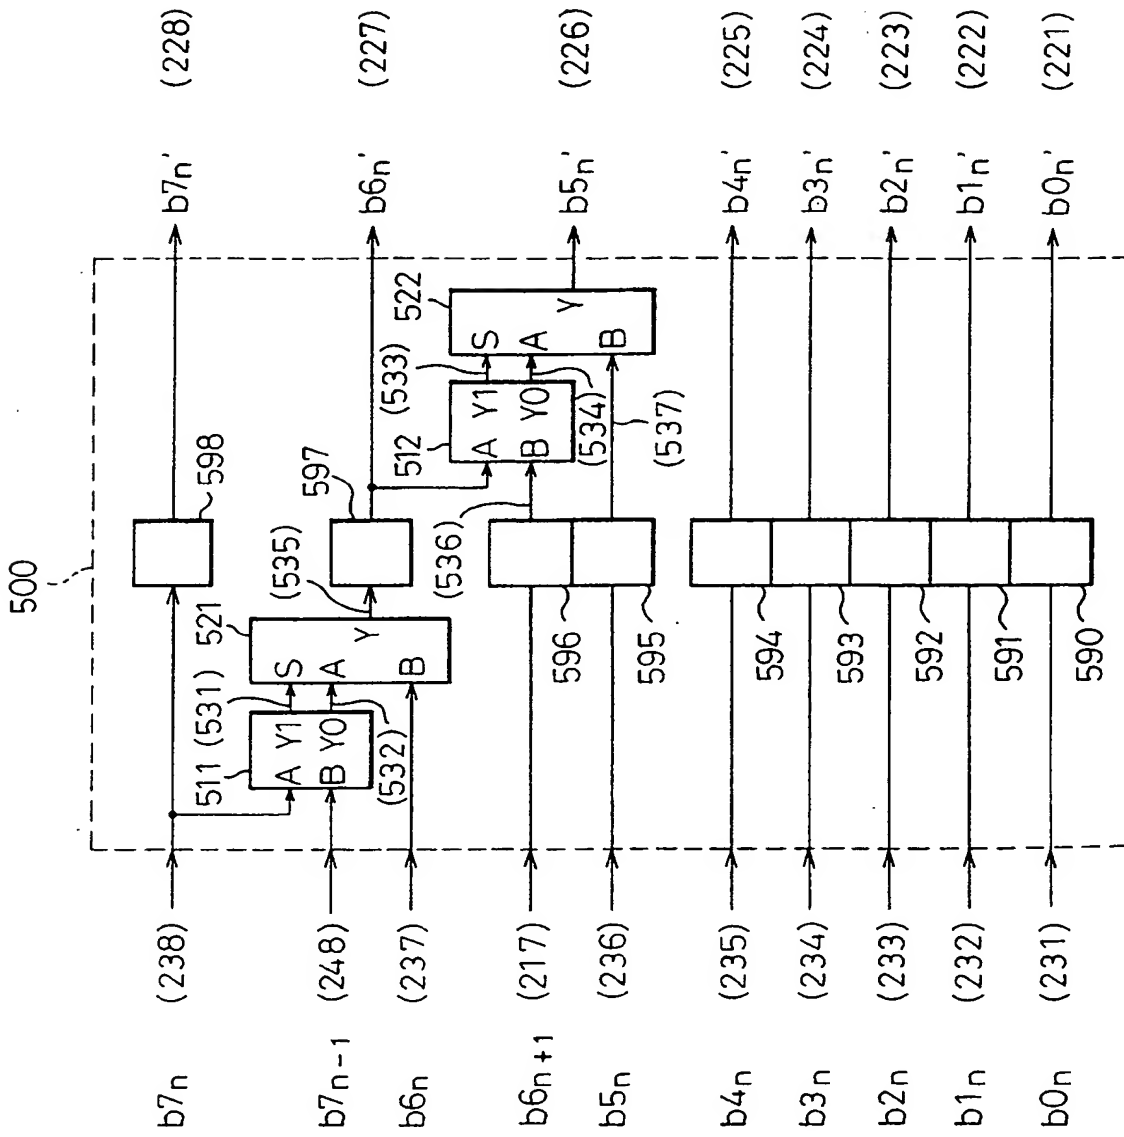 500
b7n (238) b7n' (228)
598
511 (531) 521 (535) 597
A Y1 S
B Y0 A Y
(532) B
b7n-1 (248) b6n' (227)
b6n (237)
512 (533) 522
(536)
A Y1 S
B Y0 A Y
(534) B
(537)
b6n+1 (217) 596 b5n' (226)
b5n (236) 595
b4n (235) 594 b4n' (225)
b3n (234) 593 b3n' (224)
b2n (233) 592 b2n' (223)
b1n (232) 591 b1n' (222)
b0n (231) 590 b0n' (221)